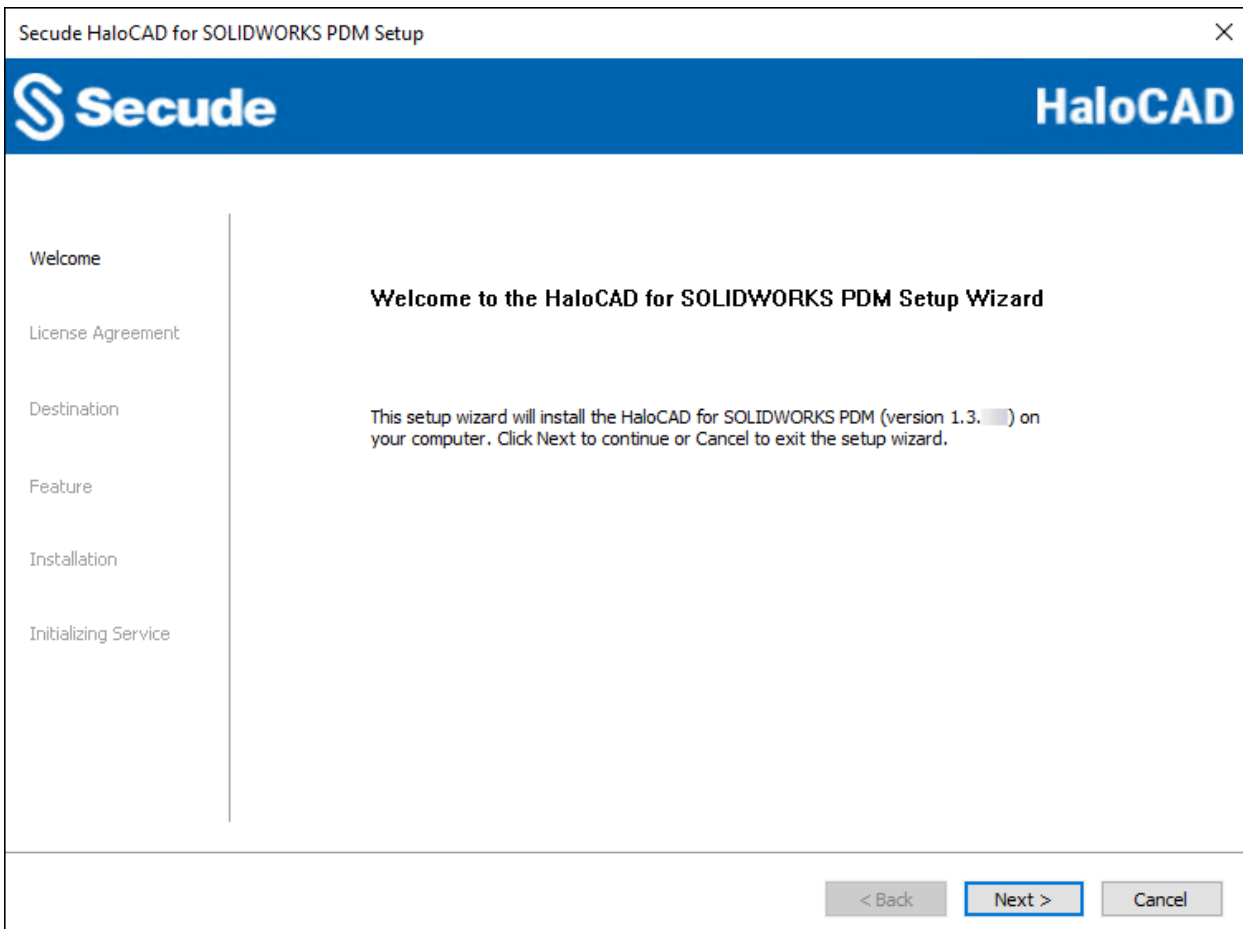 Secude HaloCAD for SOLIDWORKS PDM Setup
Secude
HaloCAD
Welcome
License Agreement
Destination
Feature
Installation
Initializing Service
Welcome to the HaloCAD for SOLIDWORKS PDM Setup Wizard
This setup wizard will install the HaloCAD for SOLIDWORKS PDM (version 1.3. ) on
your computer. Click Next to continue or Cancel to exit the setup wizard.
< Back
Next >
Cancel